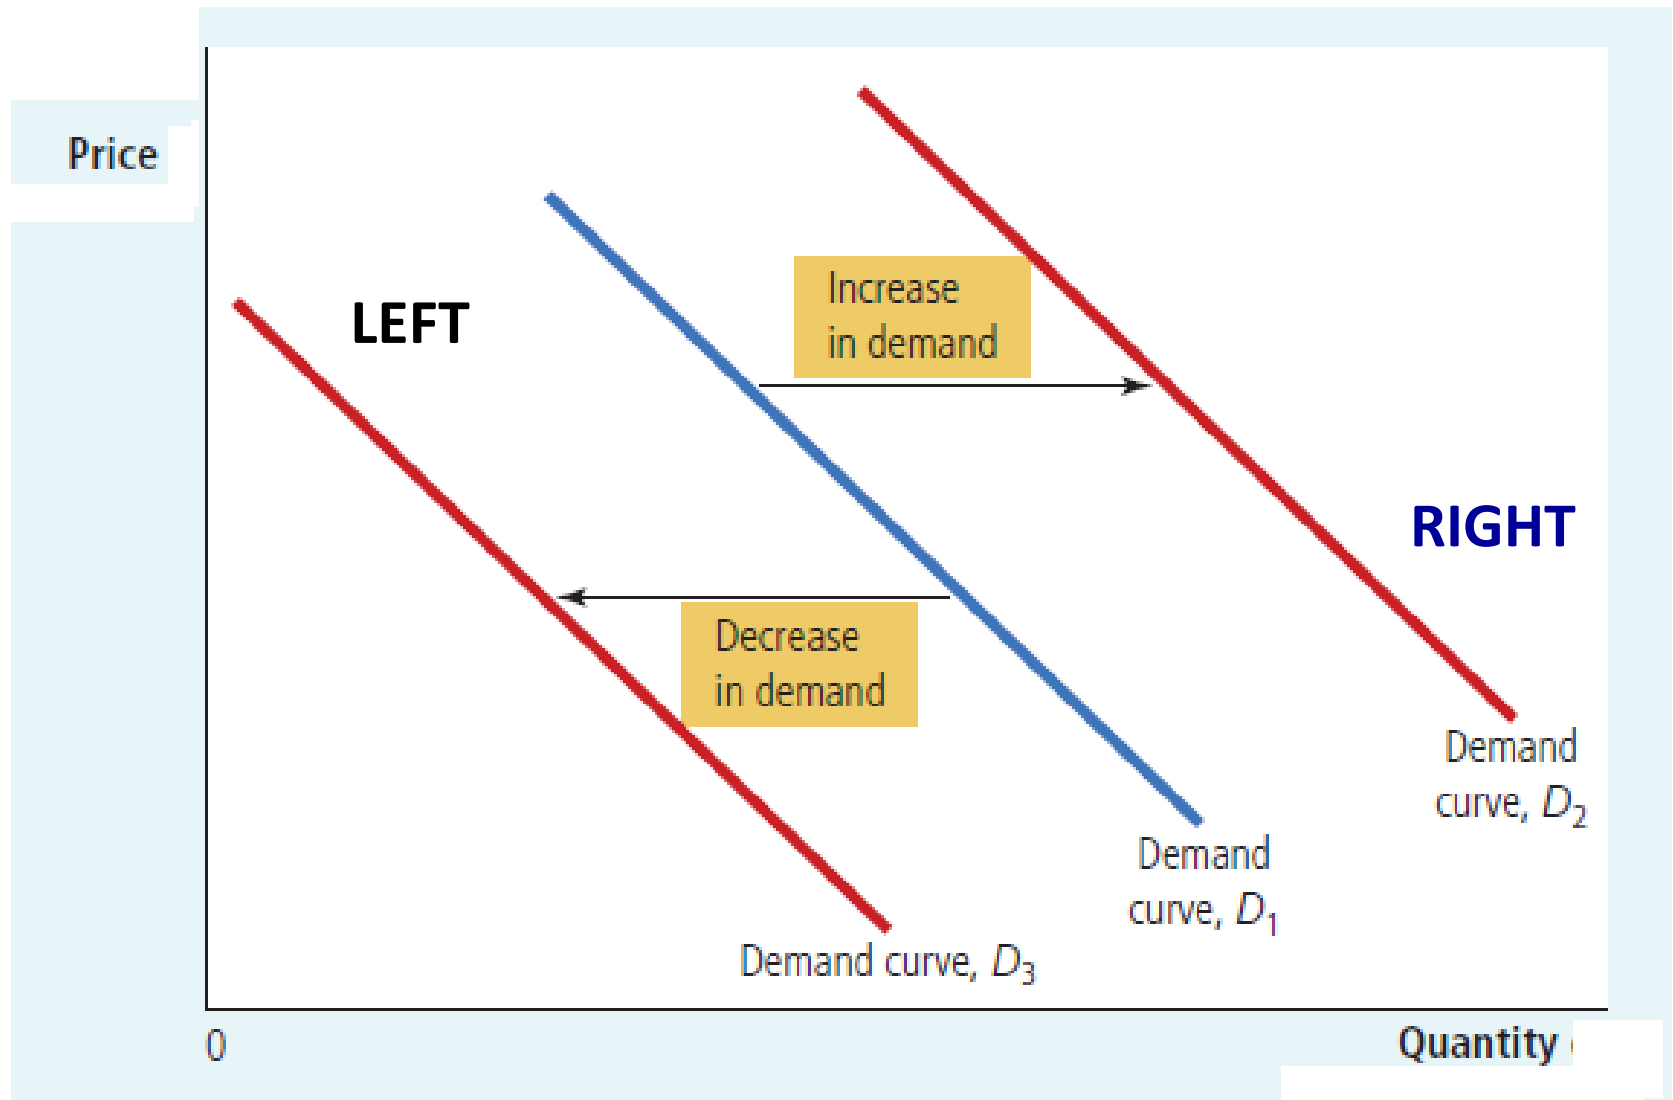 Price
LEFT
Increase
in demand
RIGHT
Decrease
in demand
Demand
curve, D₂
Demand
curve, D₁
Demand curve, D₃
0
Quantity